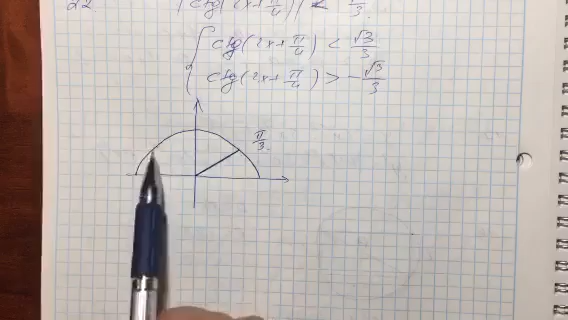 22 |ctg(2x+π/4)| < √3/3.
ctg(2x+π/4) < √3/3
ctg(2x+π/4) > -√3/3
π/3.